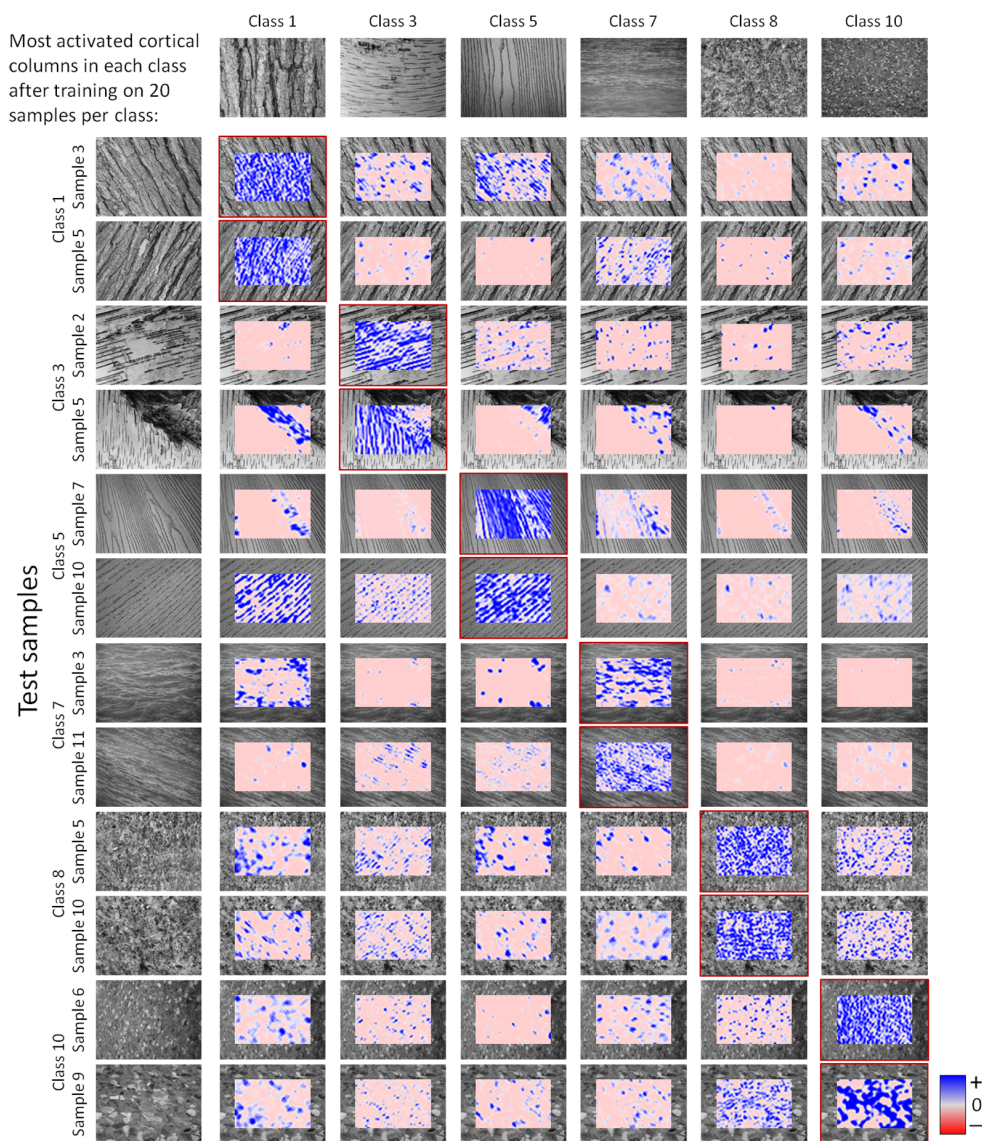 Class 1 Class 3 Class 5 Class 7 Class 8 Class 10
Most activated cortical
columns in each class
after training on 20
samples per class:
Test samples
Class 1
Sample 3
Sample 5
Class 3
Sample 2
Sample 5
Class 5
Sample 7
Sample 10
Class 7
Sample 3
Sample 11
Class 8
Sample 5
Sample 10
Class 10
Sample 6
Sample 9
+
0
−